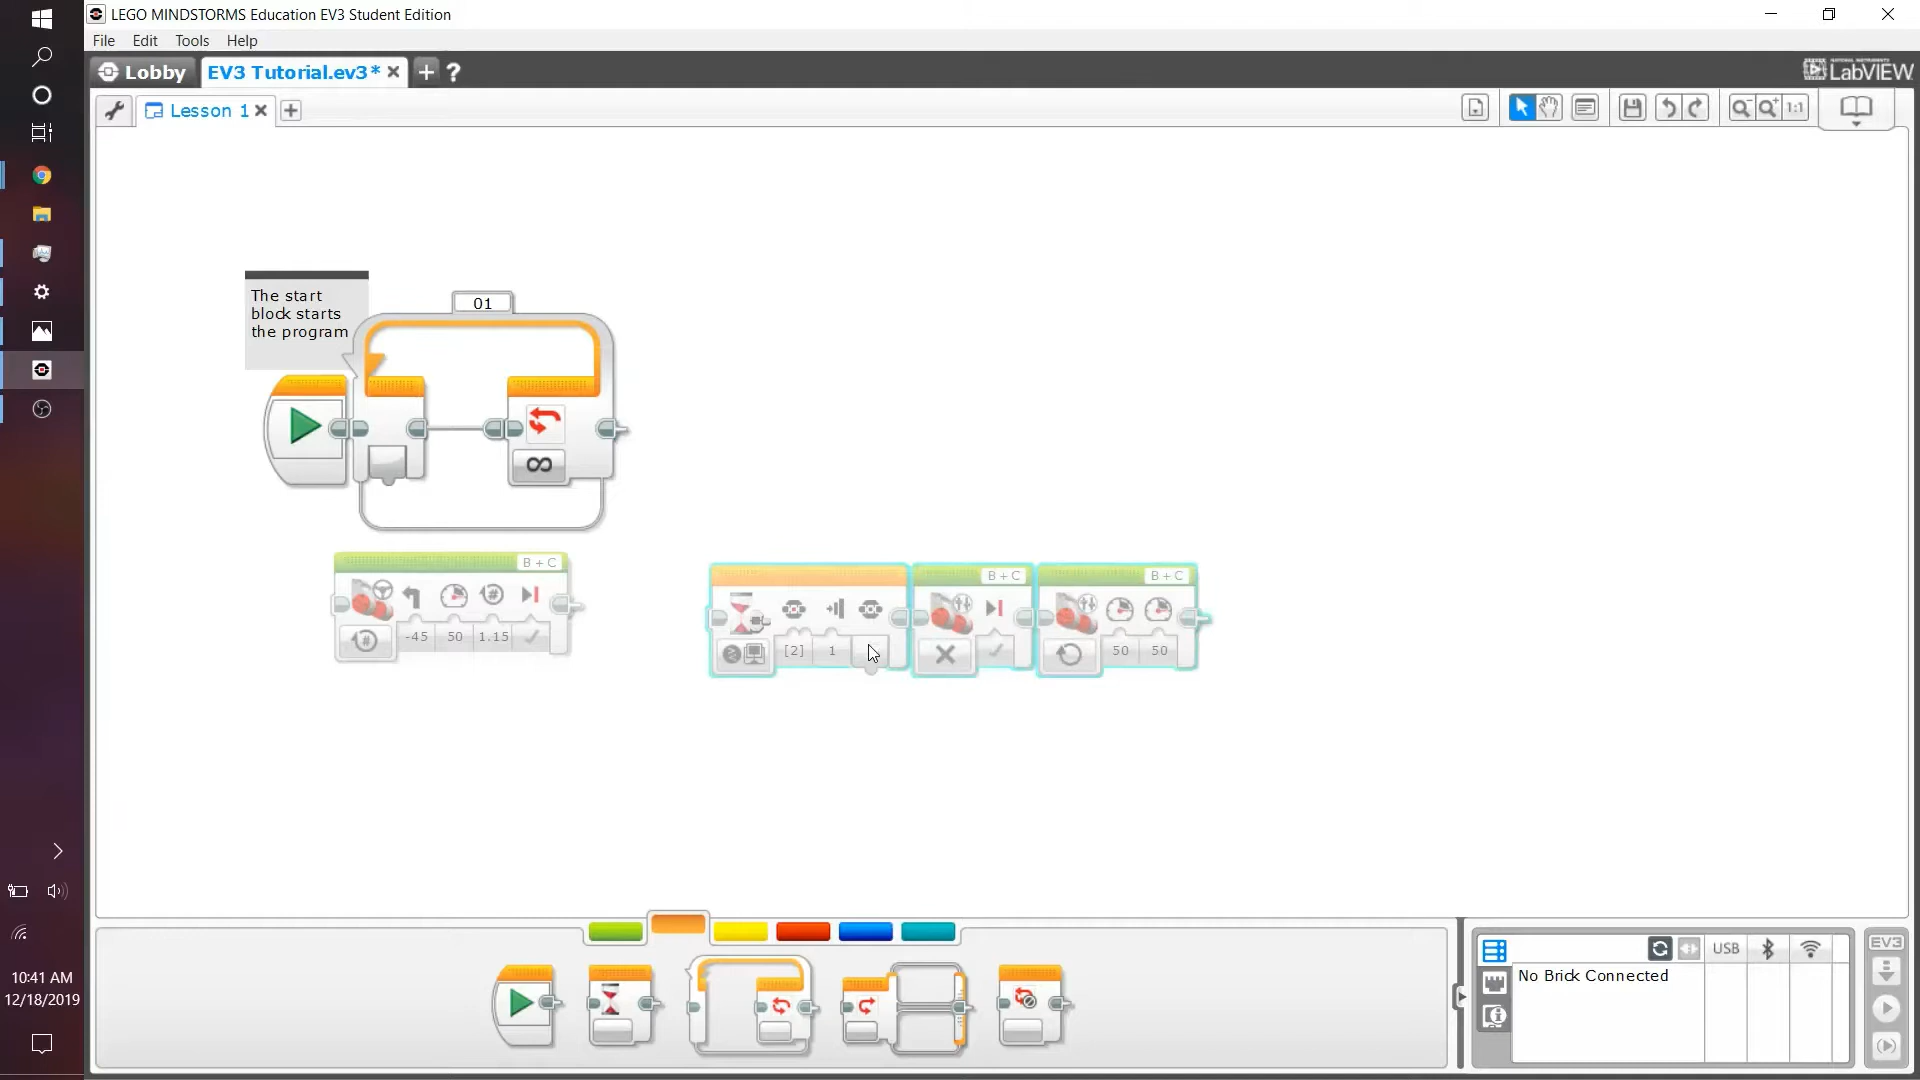 LEGO MINDSTORMS Education EV3 Student Edition
File Edit Tools Help
Lobby EV3 Tutorial.ev3* + ?
LabVIEW
Lesson 1
1:1
01
The start
block starts
the program
∞
B + C
-45 50 1.15
B + C B + C
[2] 1 50 50
10:41 AM
12/18/2019
USB
EV3
No Brick Connected